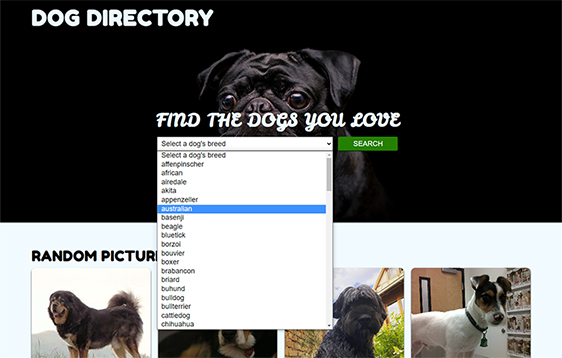 DOG DIRECTORY
FIND THE DOGS YOU LOVE
Select a dog's breed
SEARCH
Select a dog's breed
affenpinscher
african
airedale
akita
appenzeller
australian
basenji
beagle
bluetick
borzoi
bouvier
boxer
brabancon
briard
buhund
bulldog
bullterrier
cattledog
chihuahua
RANDOM PICTUR